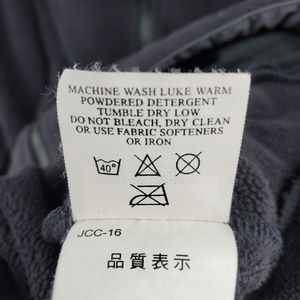 MACHINE WASH LUKE WARM
POWDERED DETERGENT
TUMBLE DRY LOW
DO NOT BLEACH, DRY CLEAN
OR USE FABRIC SOFTENERS
OR IRON
40°
JCC-16
品質表示